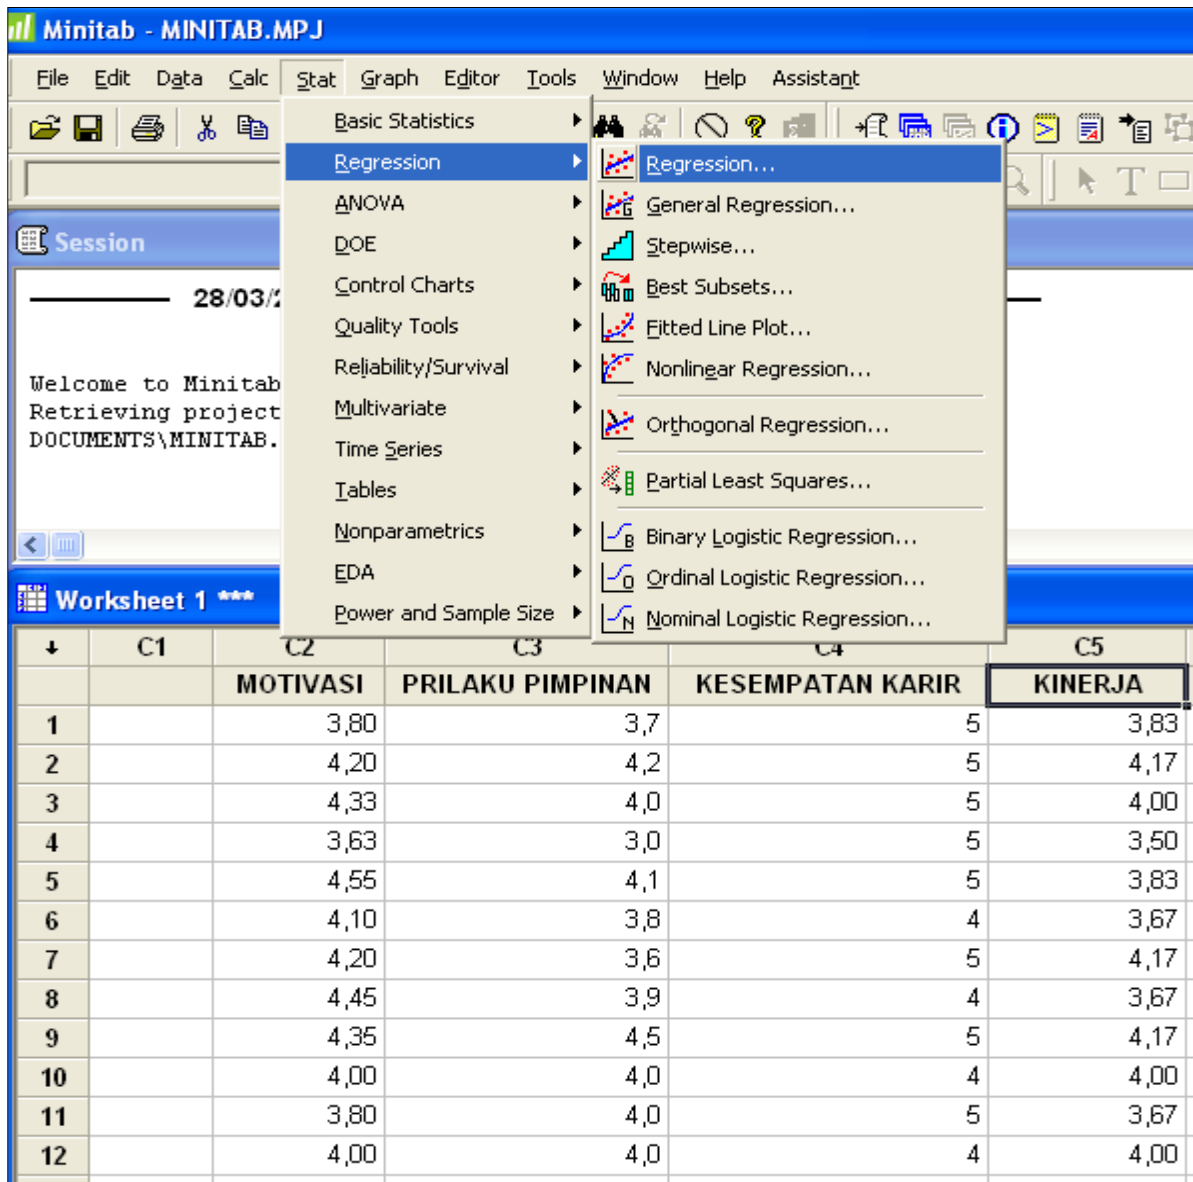 Minitab - MINITAB.MPJ
File Edit Data Calc Stat Graph Editor Tools Window Help Assistant
Basic Statistics
Regression
ANOVA
DOE
Control Charts
Quality Tools
Reliability/Survival
Multivariate
Time Series
Tables
Nonparametrics
EDA
Power and Sample Size
Regression...
General Regression...
Stepwise...
Best Subsets...
Fitted Line Plot...
Nonlinear Regression...
Orthogonal Regression...
Partial Least Squares...
Binary Logistic Regression...
Ordinal Logistic Regression...
Nominal Logistic Regression...
Session
28/03/
Welcome to Minitab
Retrieving project
DOCUMENTS\MINITAB.
Worksheet 1 ***
C1 C2 C3 C4 C5
MOTIVASI PRILAKU PIMPINAN KESEMPATAN KARIR KINERJA
1 3,80 3,7 5 3,83
2 4,20 4,2 5 4,17
3 4,33 4,0 5 4,00
4 3,63 3,0 5 3,50
5 4,55 4,1 5 3,83
6 4,10 3,8 4 3,67
7 4,20 3,6 5 4,17
8 4,45 3,9 4 3,67
9 4,35 4,5 5 4,17
10 4,00 4,0 4 4,00
11 3,80 4,0 5 3,67
12 4,00 4,0 4 4,00